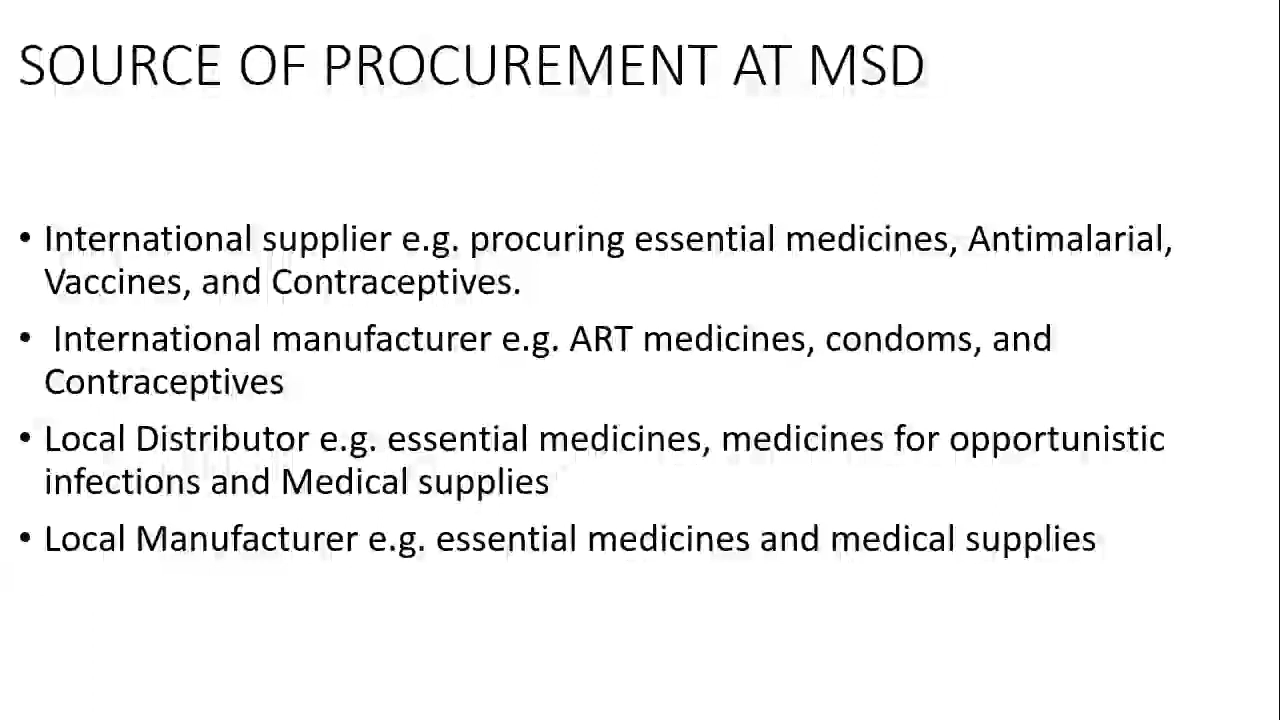 SOURCE OF PROCUREMENT AT MSD
• International supplier e.g. procuring essential medicines, Antimalarial,
Vaccines, and Contraceptives.
• International manufacturer e.g. ART medicines, condoms, and
Contraceptives
• Local Distributor e.g. essential medicines, medicines for opportunistic
infections and Medical supplies
• Local Manufacturer e.g. essential medicines and medical supplies